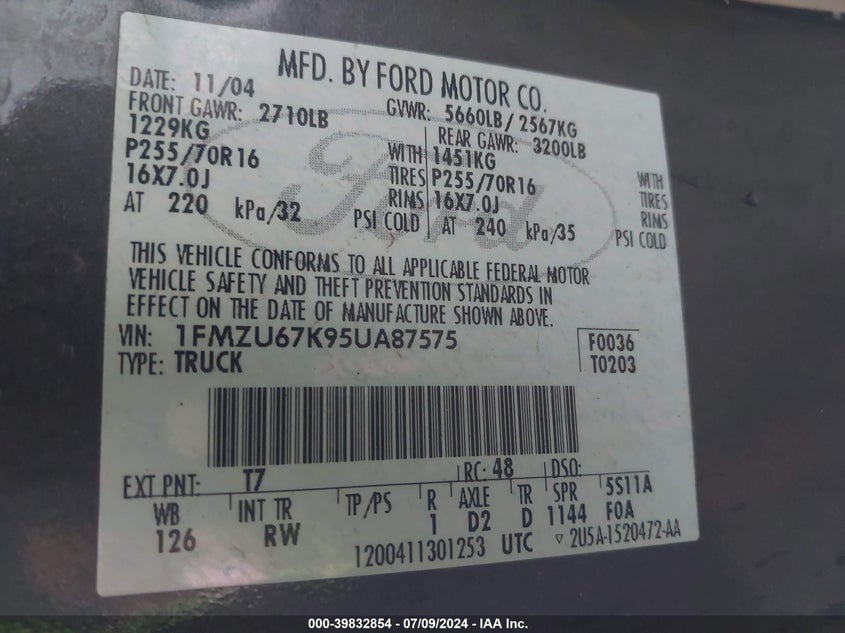 MFD. BY FORD MOTOR CO.
DATE: 11/04 GVWR: 5660LB/2567KG
FRONT GAWR: 2710LB REAR GAWR: 3200LB
1229KG WITH 1451KG WITH
P255/70R16 TIRES P255/70R16 TIRES
16X7.0J RIMS 16X7.0J RIMS
AT 220 kPa/32 PSI COLD AT 240 kPa/35 PSI COLD
Ford
THIS VEHICLE CONFORMS TO ALL APPLICABLE FEDERAL MOTOR
VEHICLE SAFETY AND THEFT PREVENTION STANDARDS IN
EFFECT ON THE DATE OF MANUFACTURE SHOWN ABOVE.
VIN: 1FMZU67K95UA87575 F0036
TYPE: TRUCK T0203
EXT PNT: T7 RC: 48 DSO:
WB INT TR TP/PS R AXLE TR SPR 5S11A
126 RW 1 D2 D 1144 F0A
1200411301253 UTC ▽ 2U5A-1520472-AA
000-39832854 - 07/09/2024 - IAA Inc.